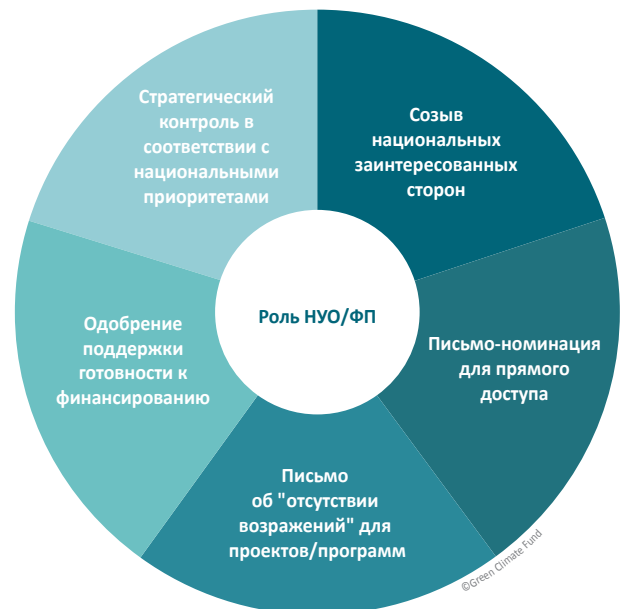 Стратегический
контроль в
соответствии с
национальными
приоритетами
Созыв
национальных
заинтересованных
сторон
Роль НУО/ФП
Одобрение
поддержки
готовности к
финансированию
Письмо-номинация
для прямого
доступа
Письмо
об "отсутствии
возражений" для
проектов/программ
©Green Climate Fund